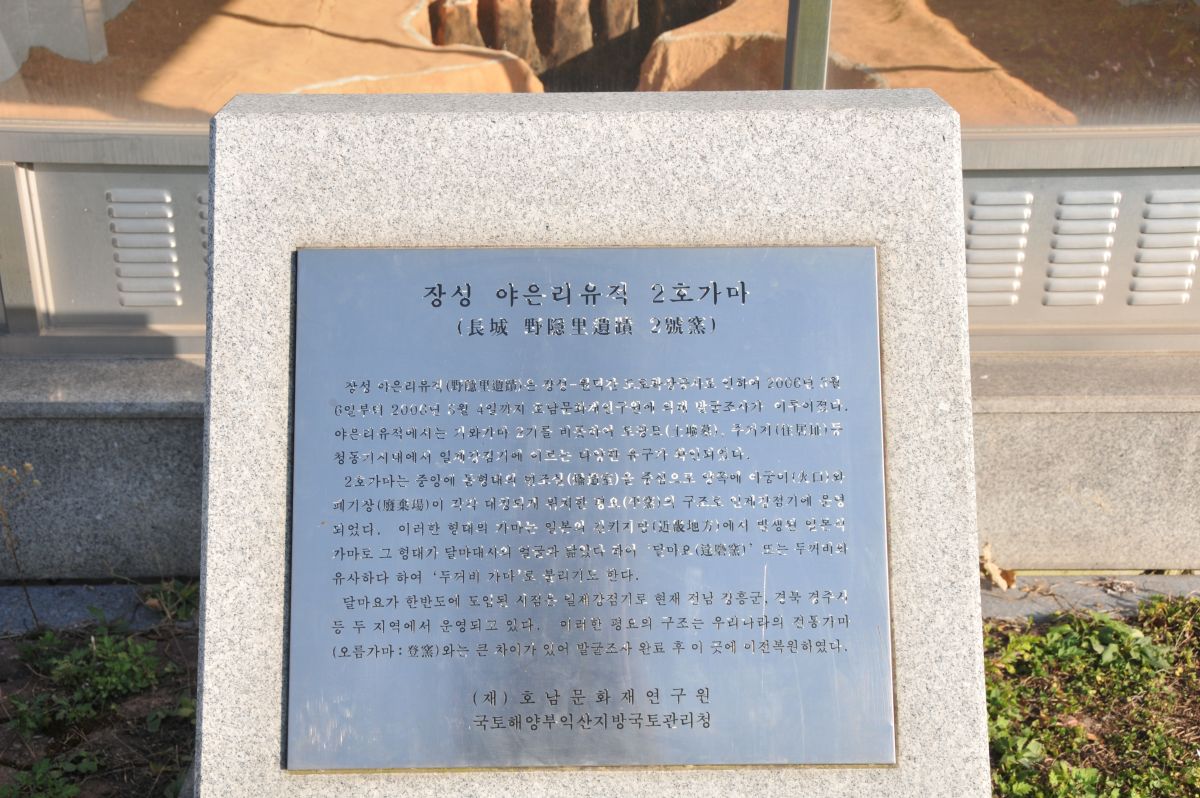 장성 야은리유적 2호가마
(長城 野隱里遺蹟 2號窯)
장성 야은리유적(野隱里遺蹟)은 장성-원덕간 도로확장공사로 인하여 2006년
6일부터 2006년 4일까지 호남문화재연구원에 의해 발굴조사가 이루어졌다.
야은리유적에서는 기와가마 2기를 비롯하여 토광묘(土壙墓), 주거지(住居址) 등
청동기시대에서 일제강점기에 이르는 다양한 유구가 확인되었다.
2호가마는 중앙에 돔형태의 번조실을 중심으로 양쪽에 아궁이(火口)와
폐기장(廢棄場)이 각각 대칭되게 위치한 평요(平窯)의 구조로 일제강점기에 운영
되었다. 이러한 형태의 가마는 일본의 긴키지방(近畿地方)에서 발생된 일본식
가마로 그 형태가 달마대사의 얼굴과 닮았다 하여 '달마요(達磨窯)' 또는 두꺼비와
유사하다 하여 '두꺼비 가마'로 불리기도 한다.
달마요가 한반도에 도입된 시점은 일제강점기로 현재 전남 장흥군, 경북 경주시
등 두 지역에서 운영되고 있다. 이러한 평요의 구조는 우리나라의 전통가마
(오름가마:登窯)와는 큰 차이가 있어 발굴조사 완료 후 이 곳에 이전복원하였다.
(재)호남문화재연구원
국토해양부익산지방국토관리청